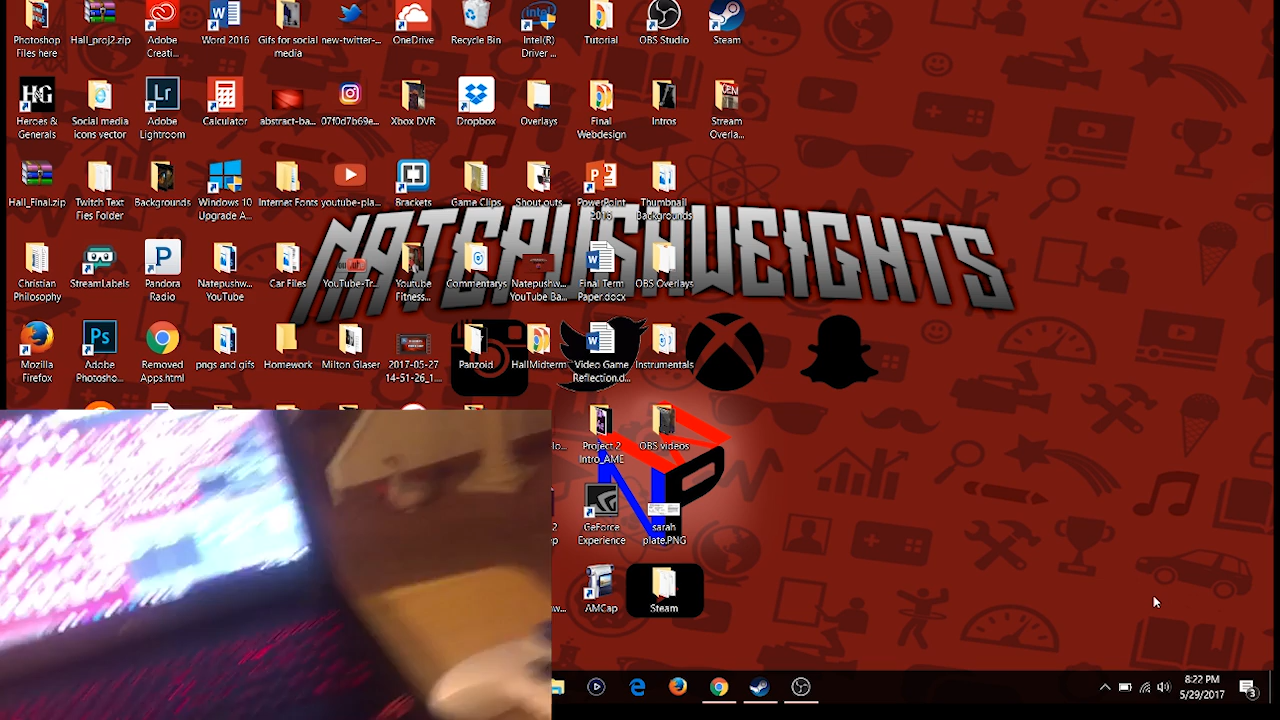 Photoshop Files here
Hall_proj2.zip
Adobe Creati...
Word 2016
Gifs for social media
new-twitter-...
OneDrive
Recycle Bin
Intel(R) Driver ...
Tutorial
OBS Studio
Steam
H&G
Heroes & Generals
Social media icons vector
Lr
Adobe Lightroom
Calculator
abstract-ba...
07f0d7b69e...
Xbox DVR
Dropbox
Overlays
Final Webdesign
Intros
Stream Overla...
Hall_Final.zip
Twitch Text Fies Folder
Backgrounds
Windows 10 Upgrade A...
Internet Fonts
youtube-pla...
Brackets
Game Clips
Shout outs
PowerPoint 2016
Thumbnail Backgrounds
NATEPUSHWEIGHTS
Christian Philosophy
StreamLabels
Pandora Radio
Natepushw... YouTube
Car Files
YouTube-Tr...
Youtube Fitness...
Commentarys
Natepushw... YouTube Ba...
Final Term Paper.docx
OBS Overlays
Mozilla Firefox
Ps
Adobe Photosho...
Removed Apps.html
pngs and gifs
Homework
Milton Glaser
2017-05-27 14-51-26_1...
Panzoid
HallMidterm
Video Game Reflection.d...
Instrumentals
Project 2 Intro_AME
OBS videos
GeForce Experience
sarah plate.PNG
AMCap
Steam
8:22 PM
5/29/2017
3